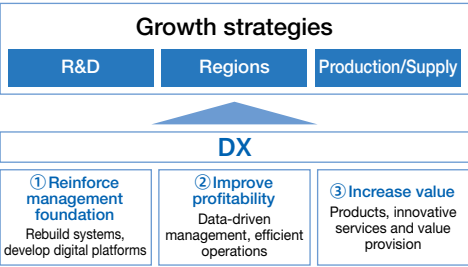 Growth strategies
R&D
Regions
Production/Supply
DX
①Reinforce
management
foundation
Rebuild systems,
develop digital platforms
②Improve
profitability
Data-driven
management, efficient
operations
③Increase value
Products, innovative
services and value
provision